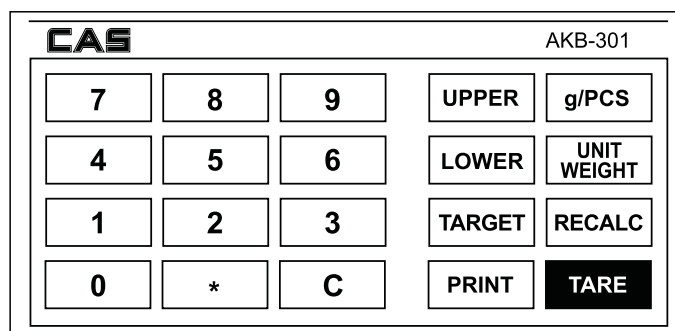 CAS AKB-301
7 8 9 UPPER g/PCS
4 5 6 LOWER UNIT WEIGHT
1 2 3 TARGET RECALC
0 * C PRINT TARE